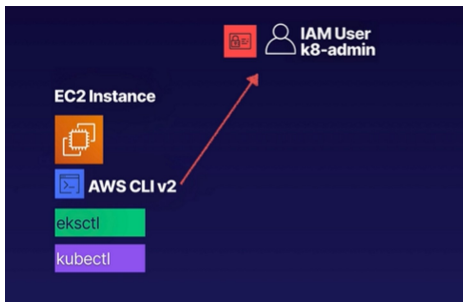 IAM User
k8-admin
EC2 Instance
AWS CLI v2
eksctl
kubectl